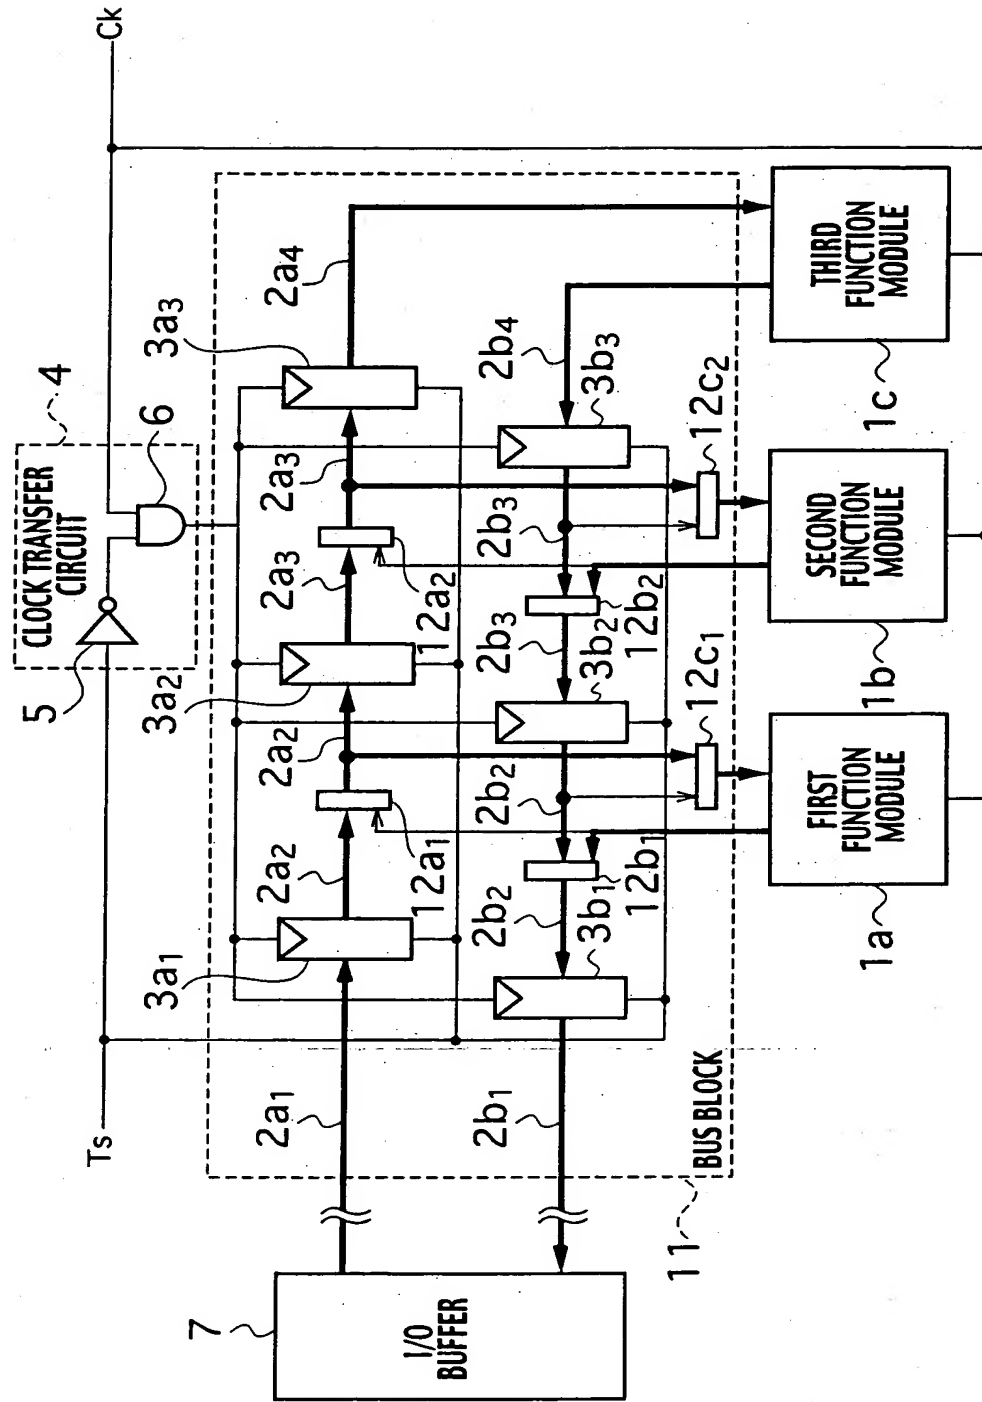 Ts
Ck
CLOCK TRANSFER
CIRCUIT
4
5
6
3a1
3a2
3a3
2a1
2a2
2a2
2a3
2a3
2a4
12a1
12a2
2b1
2b2
2b2
2b3
2b3
2b4
3b1
3b2
3b3
12b1
12b2
12c1
12c2
BUS BLOCK
11
7
I/O
BUFFER
FIRST
FUNCTION
MODULE
1a
SECOND
FUNCTION
MODULE
1b
THIRD
FUNCTION
MODULE
1c